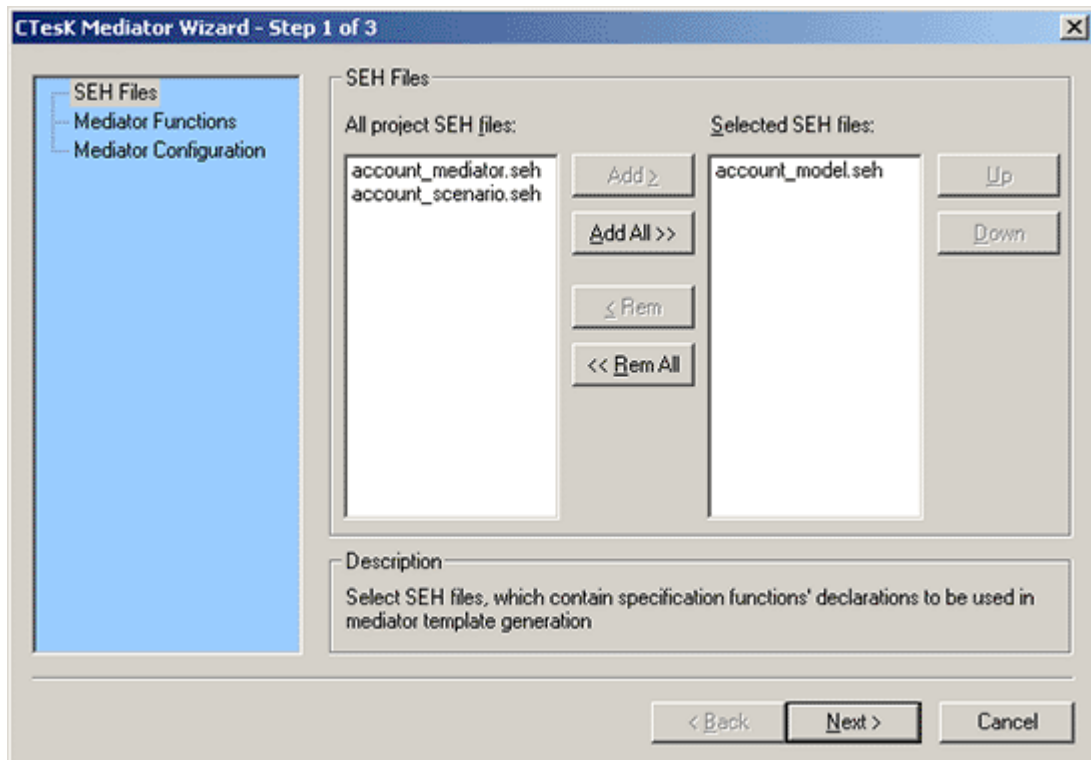 CTesK Mediator Wizard - Step 1 of 3
SEH Files
Mediator Functions
Mediator Configuration
SEH Files
All project SEH files:
account_mediator.seh
account_scenario.seh
Add >
Add All >>
< Rem
<< Rem All
Selected SEH files:
account_model.seh
Up
Down
Description
Select SEH files, which contain specification functions' declarations to be used in
mediator template generation
< Back
Next >
Cancel